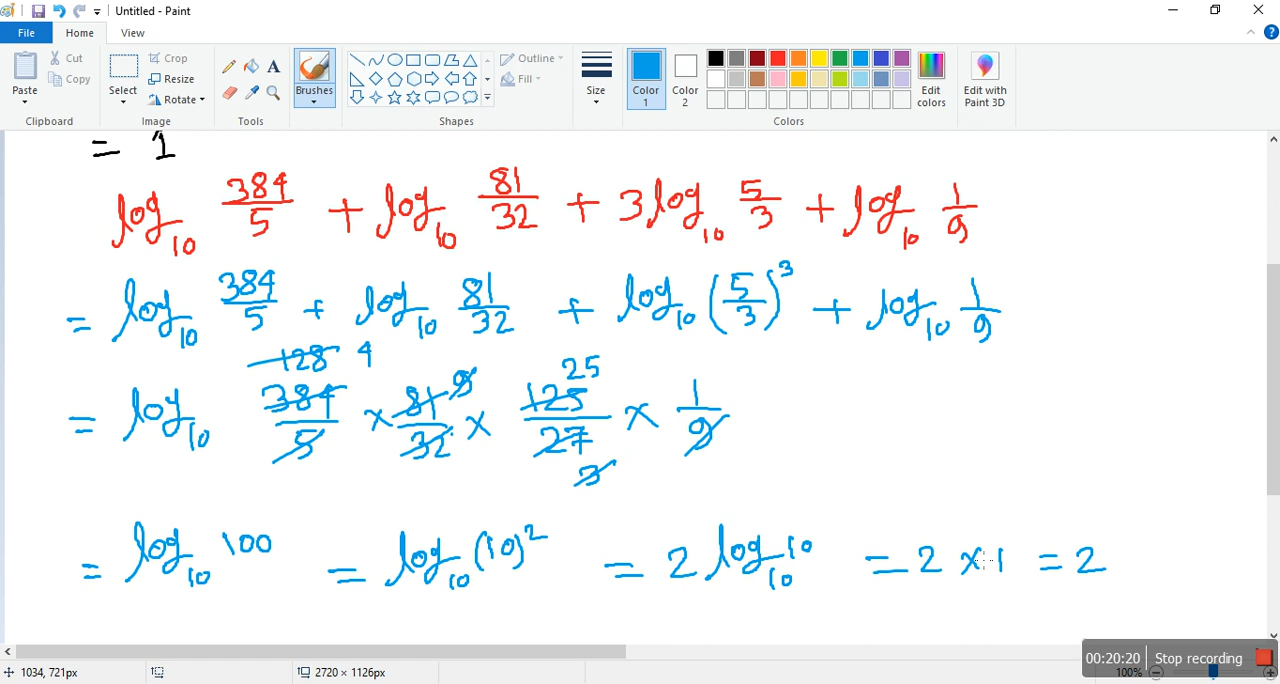 Untitled - Paint
File Home View
Paste Cut Copy Clipboard
Select Crop Resize Rotate Image
Tools
Brushes
Outline Fill Shapes
Size
Color 1 Color 2 Edit colors Colors
Edit with Paint 3D
= 1
log₁₀ 384/5 + log₁₀ 81/32 + 3log₁₀ 5/3 + log₁₀ 1/9
= log₁₀ 384/5 + log₁₀ 81/32 + log₁₀ (5/3)³ + log₁₀ 1/9
128 4 9 25
= log₁₀ 384/5 × 81/32 × 125/27 × 1/9
3
= log₁₀ 100 = log₁₀ (10)² = 2 log₁₀ 10 = 2 × 1 = 2
00:20:20 Stop recording
1034, 721px 2720 × 1126px 100%